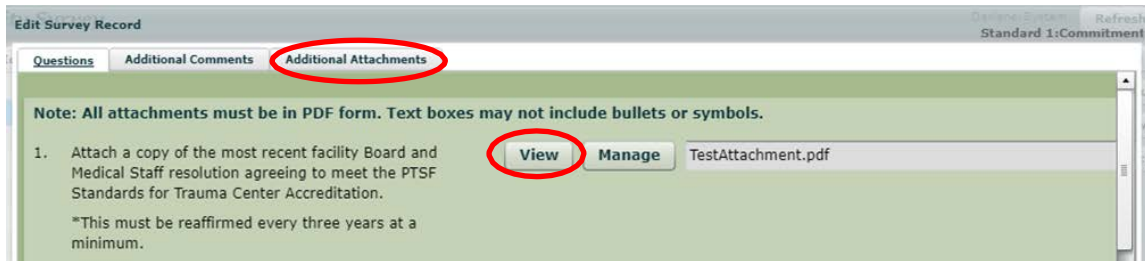 Edit Survey Record
Refresh
Standard 1:Commitment
Questions Additional Comments Additional Attachments
Note: All attachments must be in PDF form. Text boxes may not include bullets or symbols.
1. Attach a copy of the most recent facility Board and View Manage TestAttachment.pdf
Medical Staff resolution agreeing to meet the PTSF
Standards for Trauma Center Accreditation.
*This must be reaffirmed every three years at a
minimum.